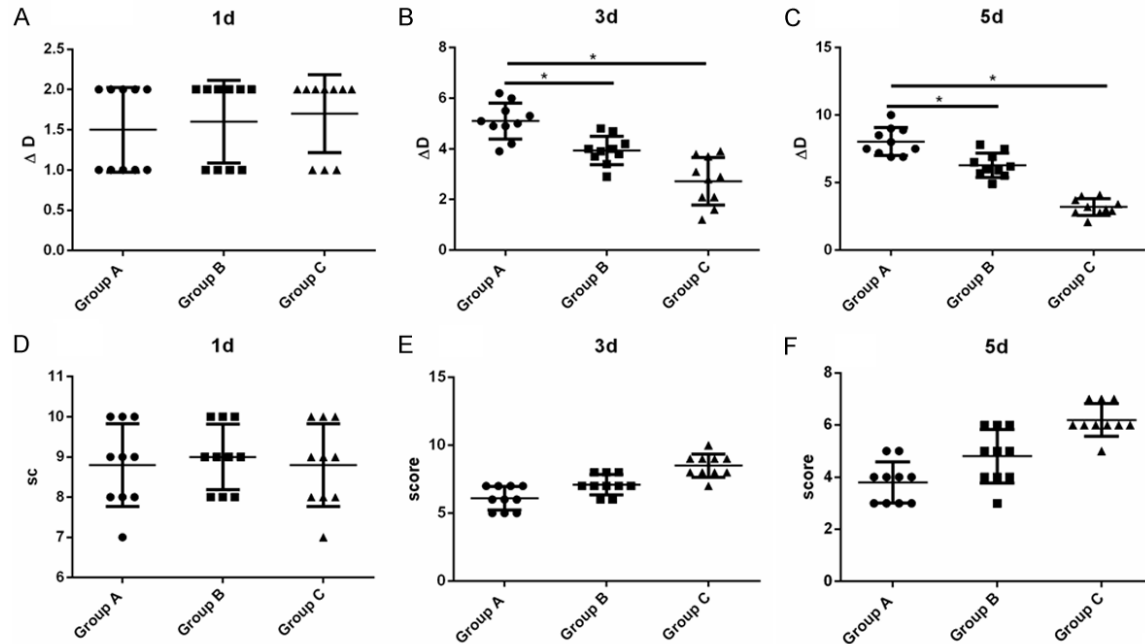 A
1d
Δ D
2.5
2.0
1.5
1.0
0.5
0.0
Group A
Group B
Group C
B
3d
ΔD
8
6
4
2
0
*
*
Group A
Group B
Group C
C
5d
ΔD
15
10
5
0
*
*
Group A
Group B
Group C
D
1d
sc
11
10
9
8
7
6
Group A
Group B
Group C
E
3d
score
15
10
5
0
Group A
Group B
Group C
F
5d
score
8
6
4
2
0
Group A
Group B
Group C